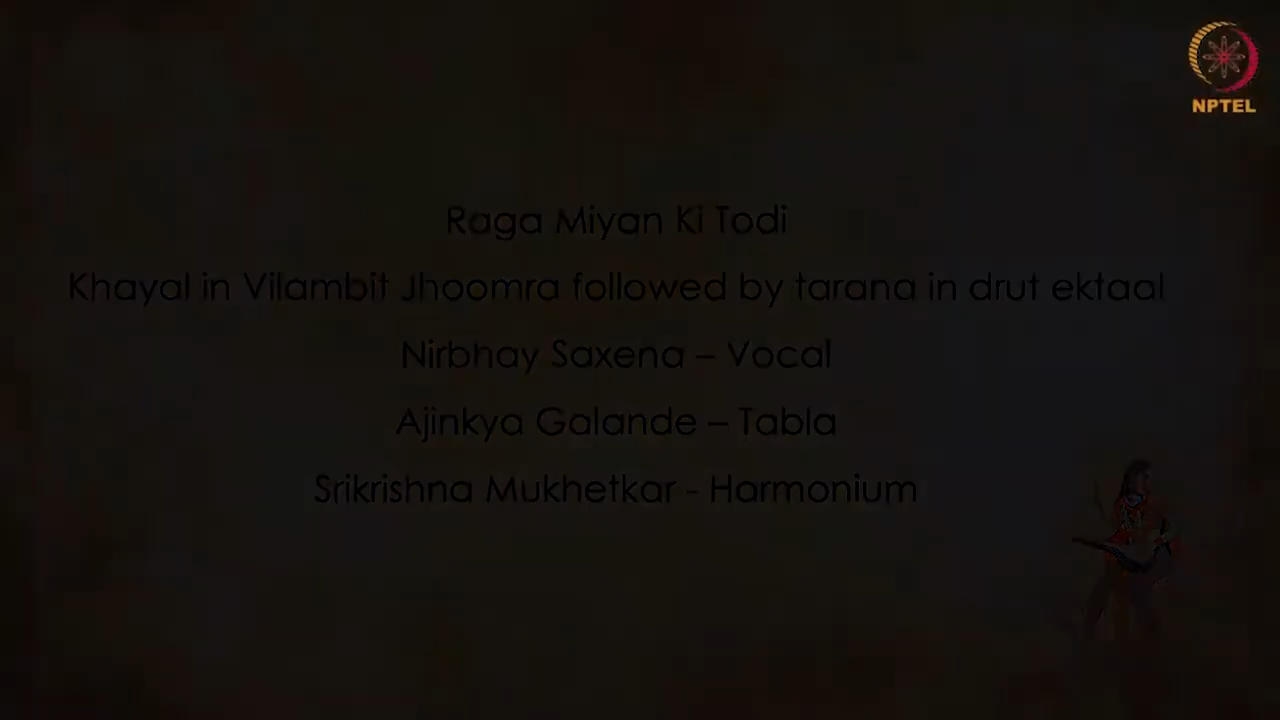 NPTEL
Raga Miyan Ki Todi
Khayal in Vilambit Jhoomra followed by tarana in drut ektaal
Nirbhay Saxena – Vocal
Ajinkya Galande – Tabla
Srikrishna Mukhetkar - Harmonium